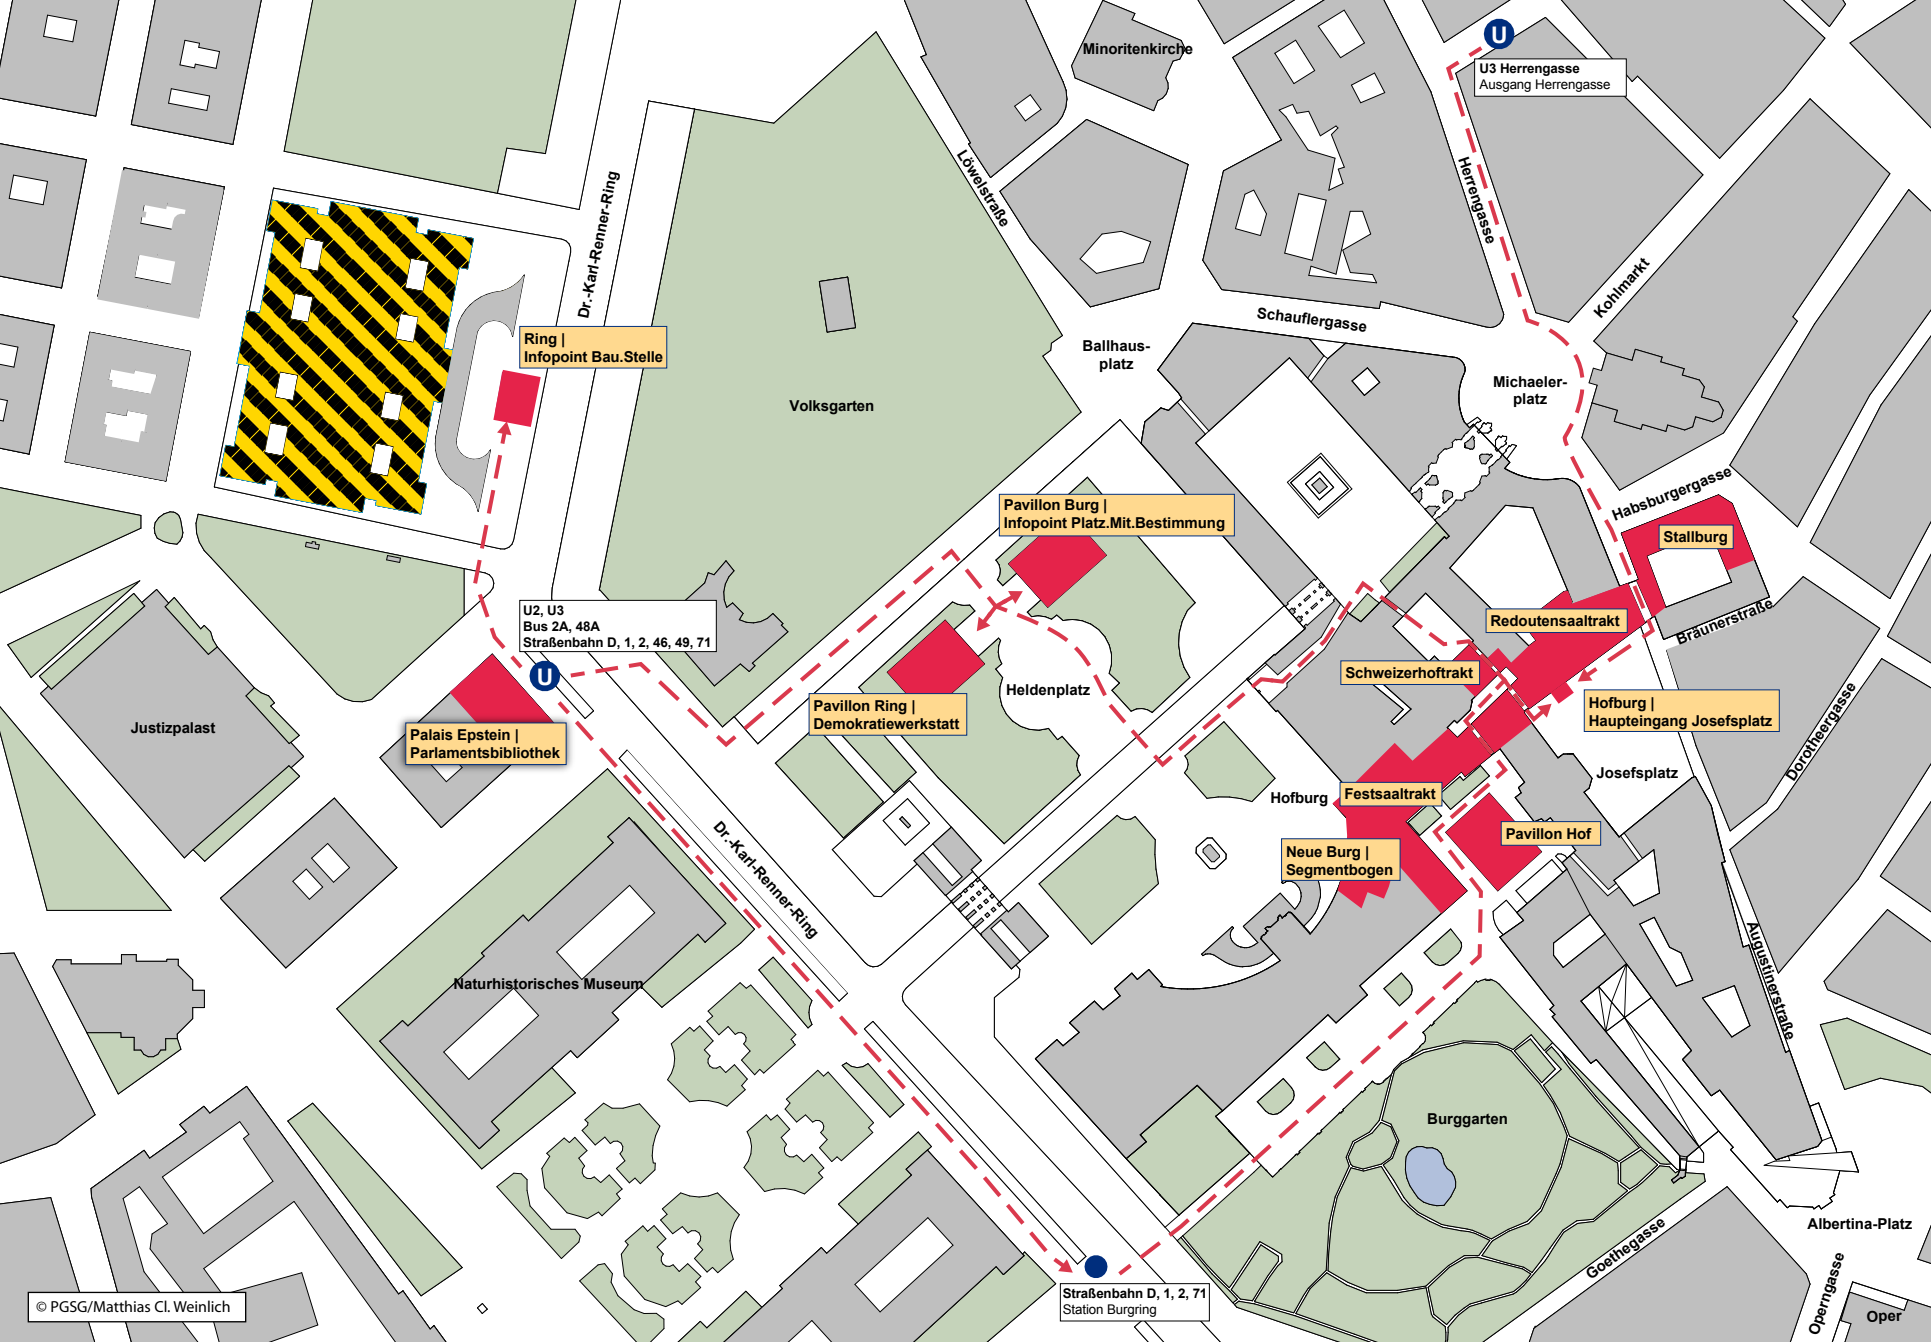 Minoritenkirche
U
U3 Herrengasse
Ausgang Herrengasse
Löwelstraße
Herrengasse
Dr.-Karl-Renner-Ring
Kohlmarkt
Schauflergasse
Ring |
Infopoint Bau.Stelle
Ballhaus-
platz
Michaeler-
platz
Volksgarten
Habsburgergasse
Pavillon Burg |
Infopoint Platz.Mit.Bestimmung
Stallburg
U2, U3
Bus 2A, 48A
Straßenbahn D, 1, 2, 46, 49, 71
U
Redoutensaaltrakt
Bräunerstraße
Schweizerhoftrakt
Heldenplatz
Pavillon Ring |
Demokratiewerkstatt
Hofburg |
Haupteingang Josefsplatz
Dorotheergasse
Justizpalast
Palais Epstein |
Parlamentsbibliothek
Josefsplatz
Hofburg
Festsaaltrakt
Pavillon Hof
Neue Burg |
Segmentbogen
Dr.-Karl-Renner-Ring
Augustinerstraße
Naturhistorisches Museum
Burggarten
Albertina-Platz
Goethegasse
Operngasse
Oper
Straßenbahn D, 1, 2, 71
Station Burgring
© PGSG/Matthias Cl. Weinlich